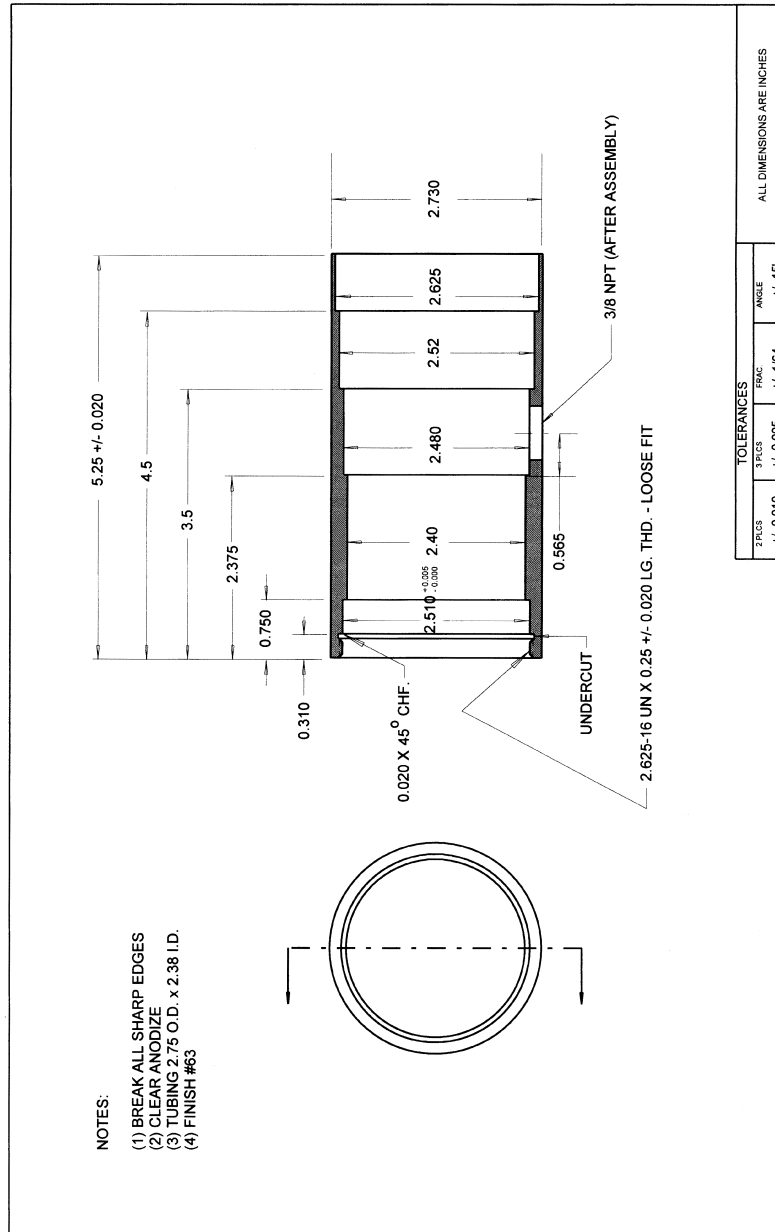 NOTES:
(1) BREAK ALL SHARP EDGES
(2) CLEAR ANODIZE
(3) TUBING 2.75 O.D. x 2.38 I.D.
(4) FINISH #63
5.25 +/- 0.020
4.5
3.5
2.375
0.750
0.310
0.020 X 45° CHF.
2.510 +0.005 -0.000
2.40
2.480
2.52
2.625
2.730
0.565
UNDERCUT
3/8 NPT (AFTER ASSEMBLY)
2.625-16 UN X 0.25 +/- 0.020 LG. THD. - LOOSE FIT
TOLERANCES
2 PLCS
3 PLCS
FRAC.
ANGLE
ALL DIMENSIONS ARE INCHES